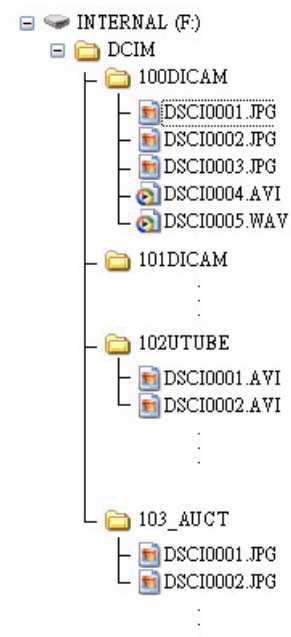 INTERNAL (F:)
DCIM
100DICAM
DSCI0001.JPG
DSCI0002.JPG
DSCI0003.JPG
DSCI0004.AVI
DSCI0005.WAV
101DICAM
102UTUBE
DSCI0001.AVI
DSCI0002.AVI
103_AUCT
DSCI0001.JPG
DSCI0002.JPG